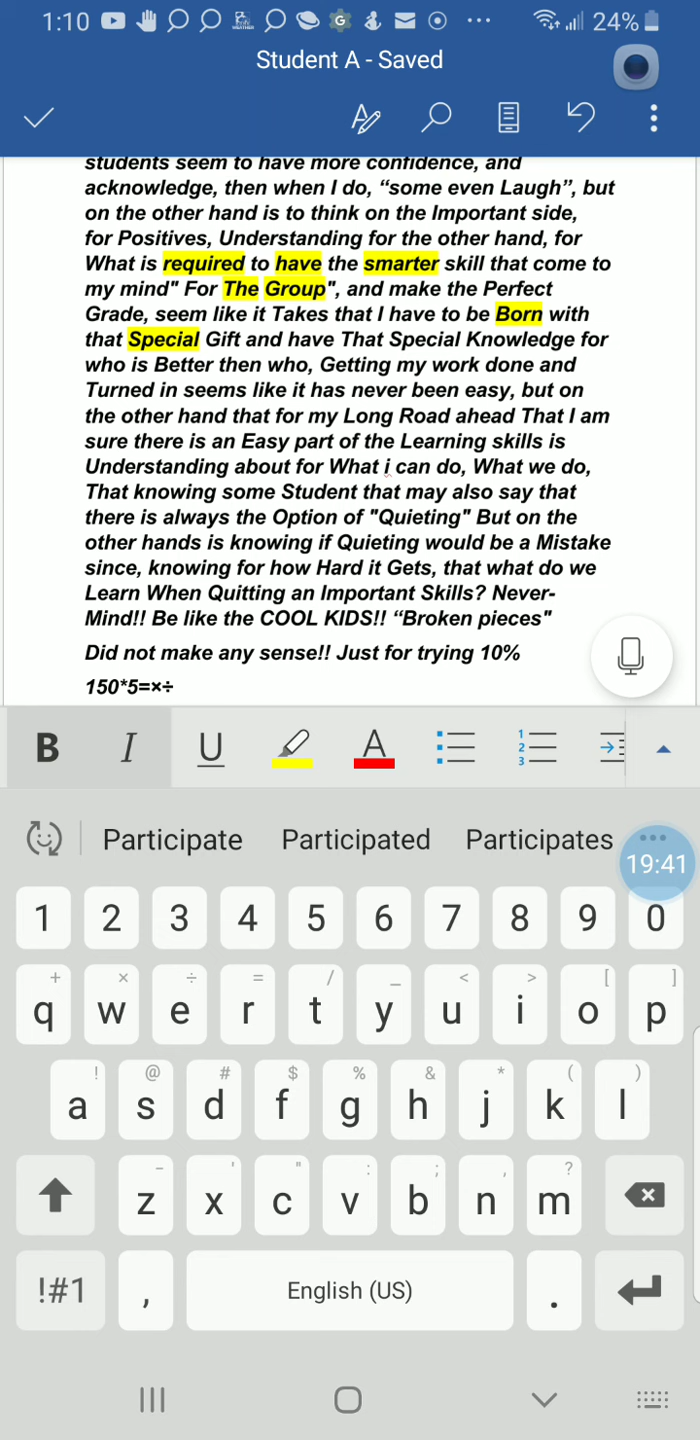 1:10 24%
Student A - Saved
students seem to have more confidence, and
acknowledge, then when I do, “some even Laugh”, but
on the other hand is to think on the Important side,
for Positives, Understanding for the other hand, for
What is required to have the smarter skill that come to
my mind" For The Group", and make the Perfect
Grade, seem like it Takes that I have to be Born with
that Special Gift and have That Special Knowledge for
who is Better then who, Getting my work done and
Turned in seems like it has never been easy, but on
the other hand that for my Long Road ahead That I am
sure there is an Easy part of the Learning skills is
Understanding about for What i can do, What we do,
That knowing some Student that may also say that
there is always the Option of "Quieting" But on the
other hands is knowing if Quieting would be a Mistake
since, knowing for how Hard it Gets, that what do we
Learn When Quitting an Important Skills? Never-
Mind!! Be like the COOL KIDS!! “Broken pieces"
Did not make any sense!! Just for trying 10%
150*5=×÷
B I U A 1 2 3
Participate Participated Participates
19:41
1 2 3 4 5 6 7 8 9 0
+ × ÷ = / _ < > [ ]
q w e r t y u i o p
! @ # $ % & * ( )
a s d f g h j k l
- ' " : ; , ?
z x c v b n m
!#1 , English (US) .